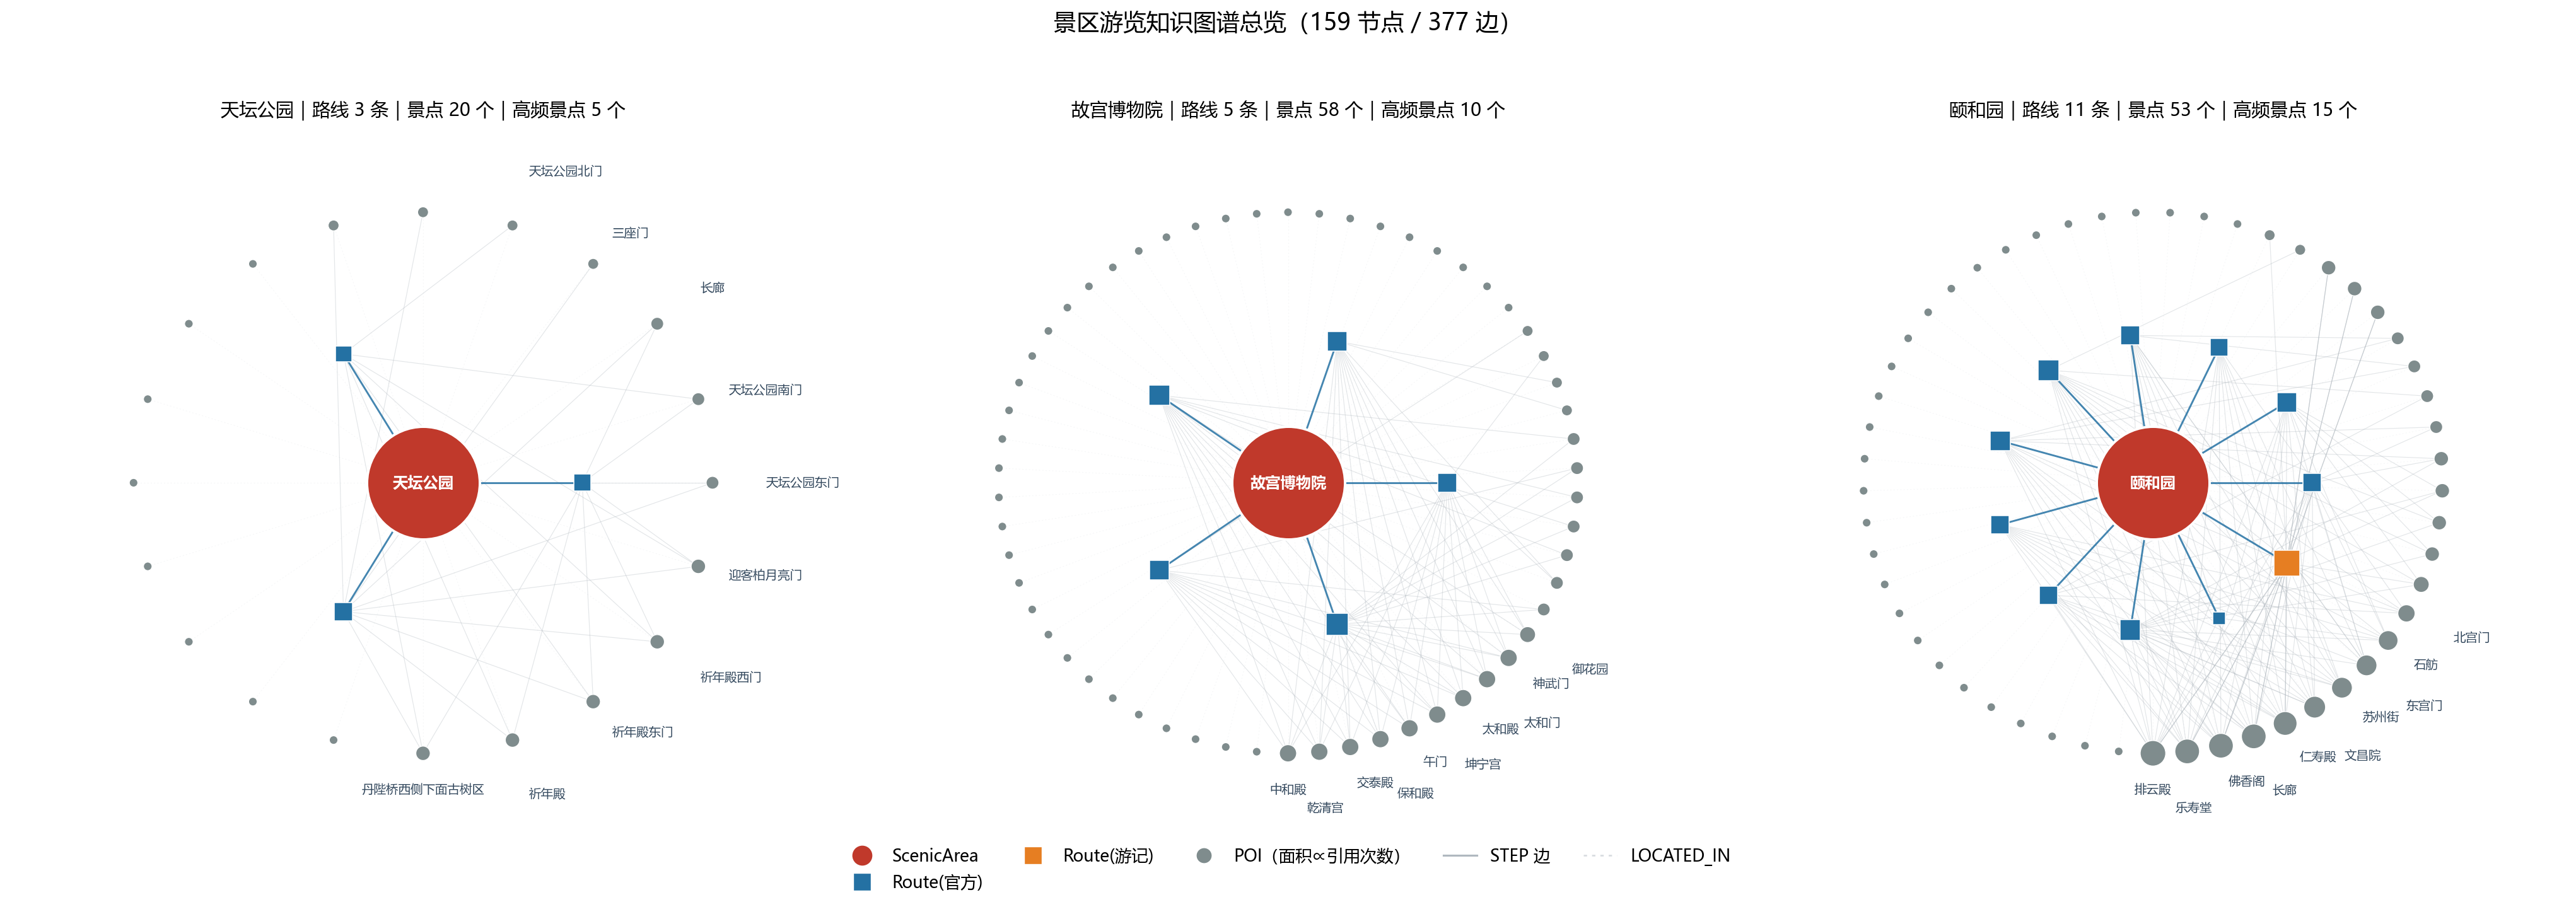 景区游览知识图谱总览（159 节点 / 377 边）
天坛公园｜路线 3 条｜景点 20 个｜高频景点 5 个
天坛公园北门
三座门
长廊
天坛公园南门
天坛公园东门
天坛公园
迎客柏月亮门
祈年殿西门
祈年殿东门
祈年殿
丹陛桥西侧下面古树区
故宫博物院｜路线 5 条｜景点 58 个｜高频景点 10 个
故宫博物院
御花园
神武门
太和门
太和殿
坤宁宫
午门
保和殿
交泰殿
乾清宫
中和殿
颐和园｜路线 11 条｜景点 53 个｜高频景点 15 个
颐和园
北宫门
石舫
东宫门
苏州街
文昌院
仁寿殿
长廊
佛香阁
乐寿堂
排云殿
ScenicArea
Route(官方)
Route(游记)
POI（面积∝引用次数）
STEP 边
LOCATED_IN